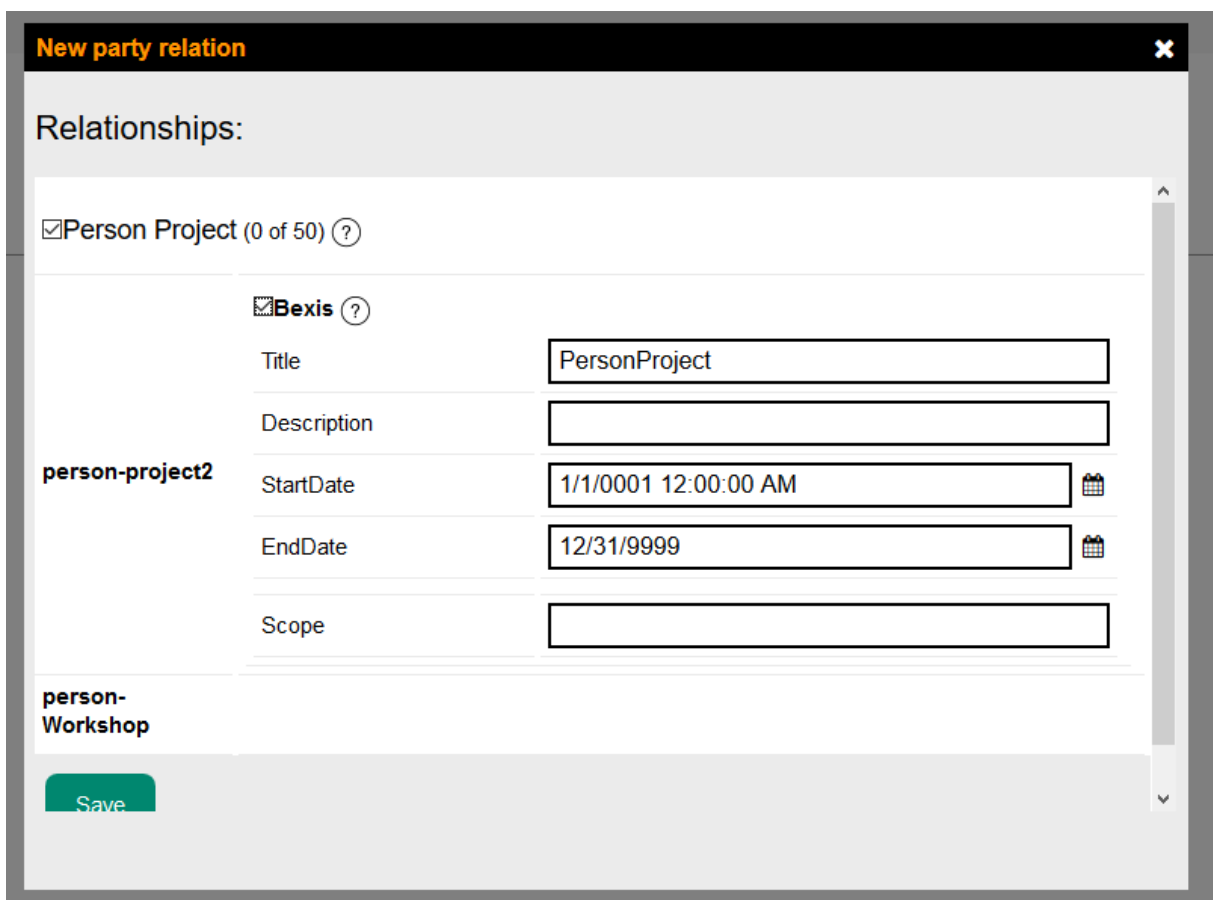 New party relation
Relationships:
Person Project (0 of 50) ?
Bexis ?
Title PersonProject
Description
person-project2
StartDate 1/1/0001 12:00:00 AM
EndDate 12/31/9999
Scope
person-
Workshop
Save